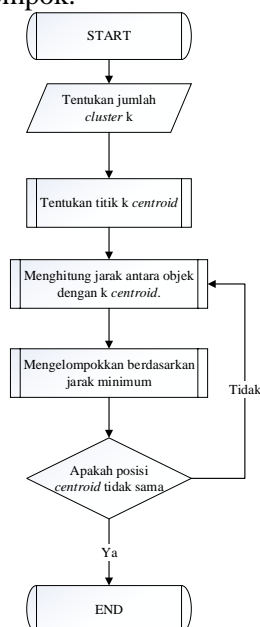 START
Tentukan jumlah
cluster k
Tentukan titik k centroid
Menghitung jarak antara objek
dengan k centroid.
Mengelompokkan berdasarkan
jarak minimum
Tidak
Apakah posisi
centroid tidak sama
Ya
END